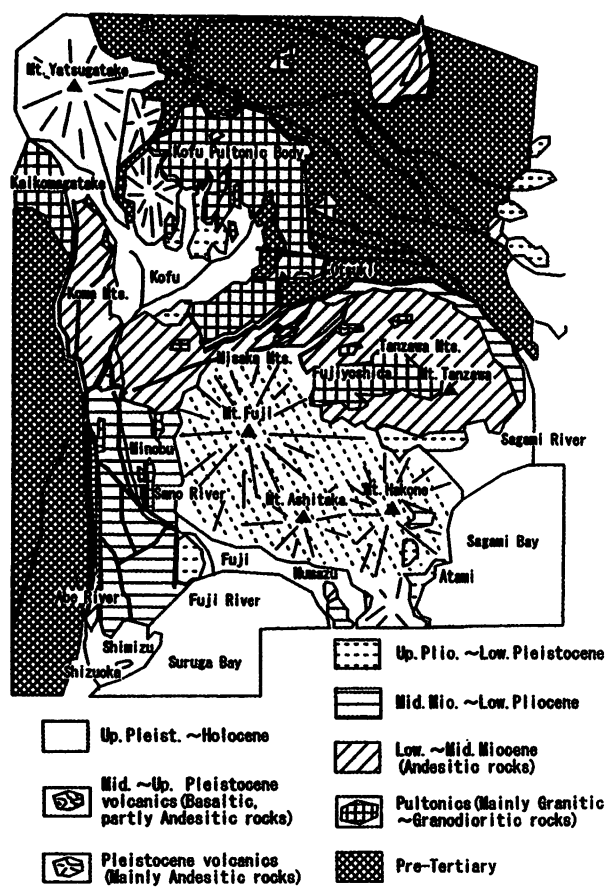 Mt. Yatsugatake
Kofu Pultonic Body
Kaikomagatake
Kofu
Otsuki
Koma Mts.
Misaka Mts.
Tanzawa Mts.
Fujiyoshida
Mt. Tanzawa
Mt. Fuji
Sagami River
Minobu
Sano River
Mt. Ashitaka
Mt. Hakone
Sagami Bay
Fuji
Numazu
Atami
Abe River
Fuji River
Shimizu
Shizuoka
Suruga Bay
Up. Plio. ~Low. Pleistocene
Mid. Mio. ~Low. Pliocene
Up. Pleist. ~Holocene
Low. ~Mid. Miocene
(Andesitic rocks)
Mid. ~Up. Pleistocene
volcanics(Basaltic,
partly Andesitic rocks)
Pultonics(Mainly Granitic
~Granodioritic rocks)
Pleistocene volcanics
(Mainly Andesitic rocks)
Pre-Tertiary